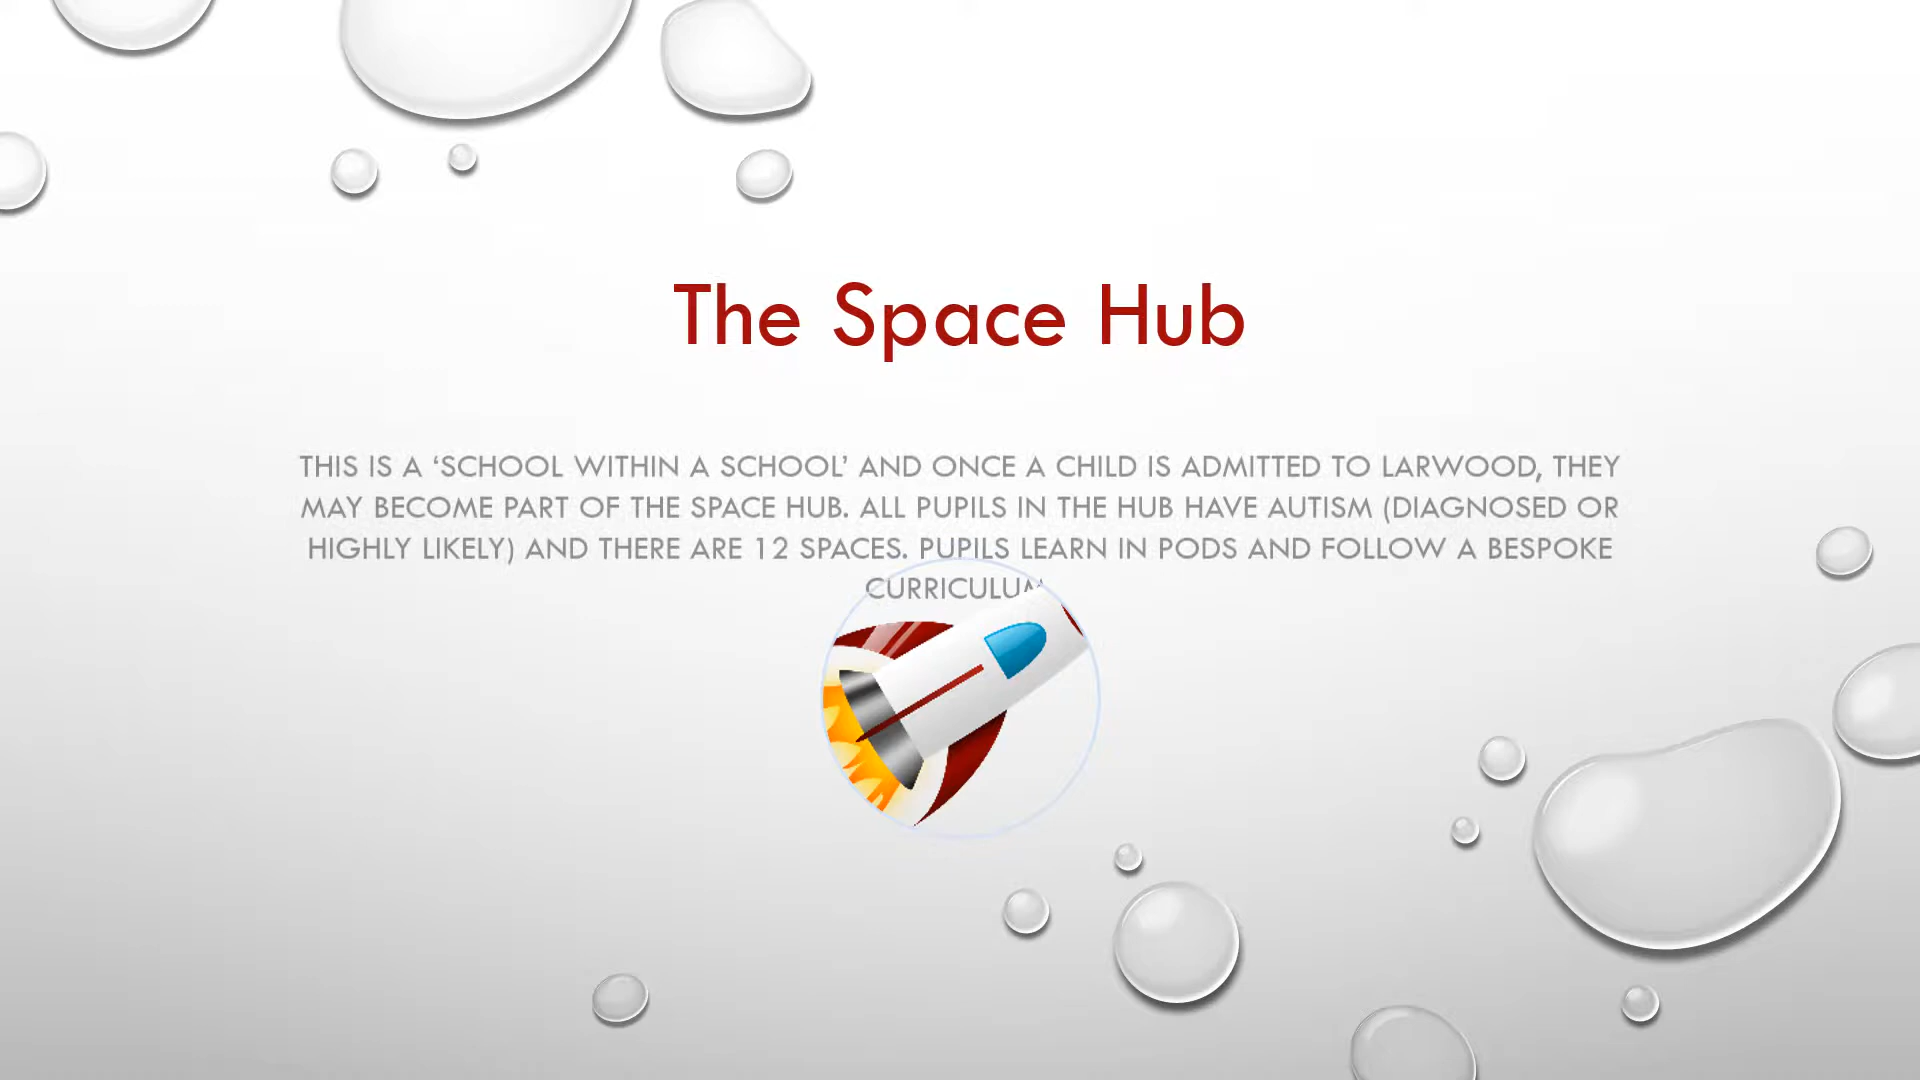 The Space Hub
THIS IS A ‘SCHOOL WITHIN A SCHOOL’ AND ONCE A CHILD IS ADMITTED TO LARWOOD, THEY
MAY BECOME PART OF THE SPACE HUB. ALL PUPILS IN THE HUB HAVE AUTISM (DIAGNOSED OR
HIGHLY LIKELY) AND THERE ARE 12 SPACES. PUPILS LEARN IN PODS AND FOLLOW A BESPOKE
CURRICULUM